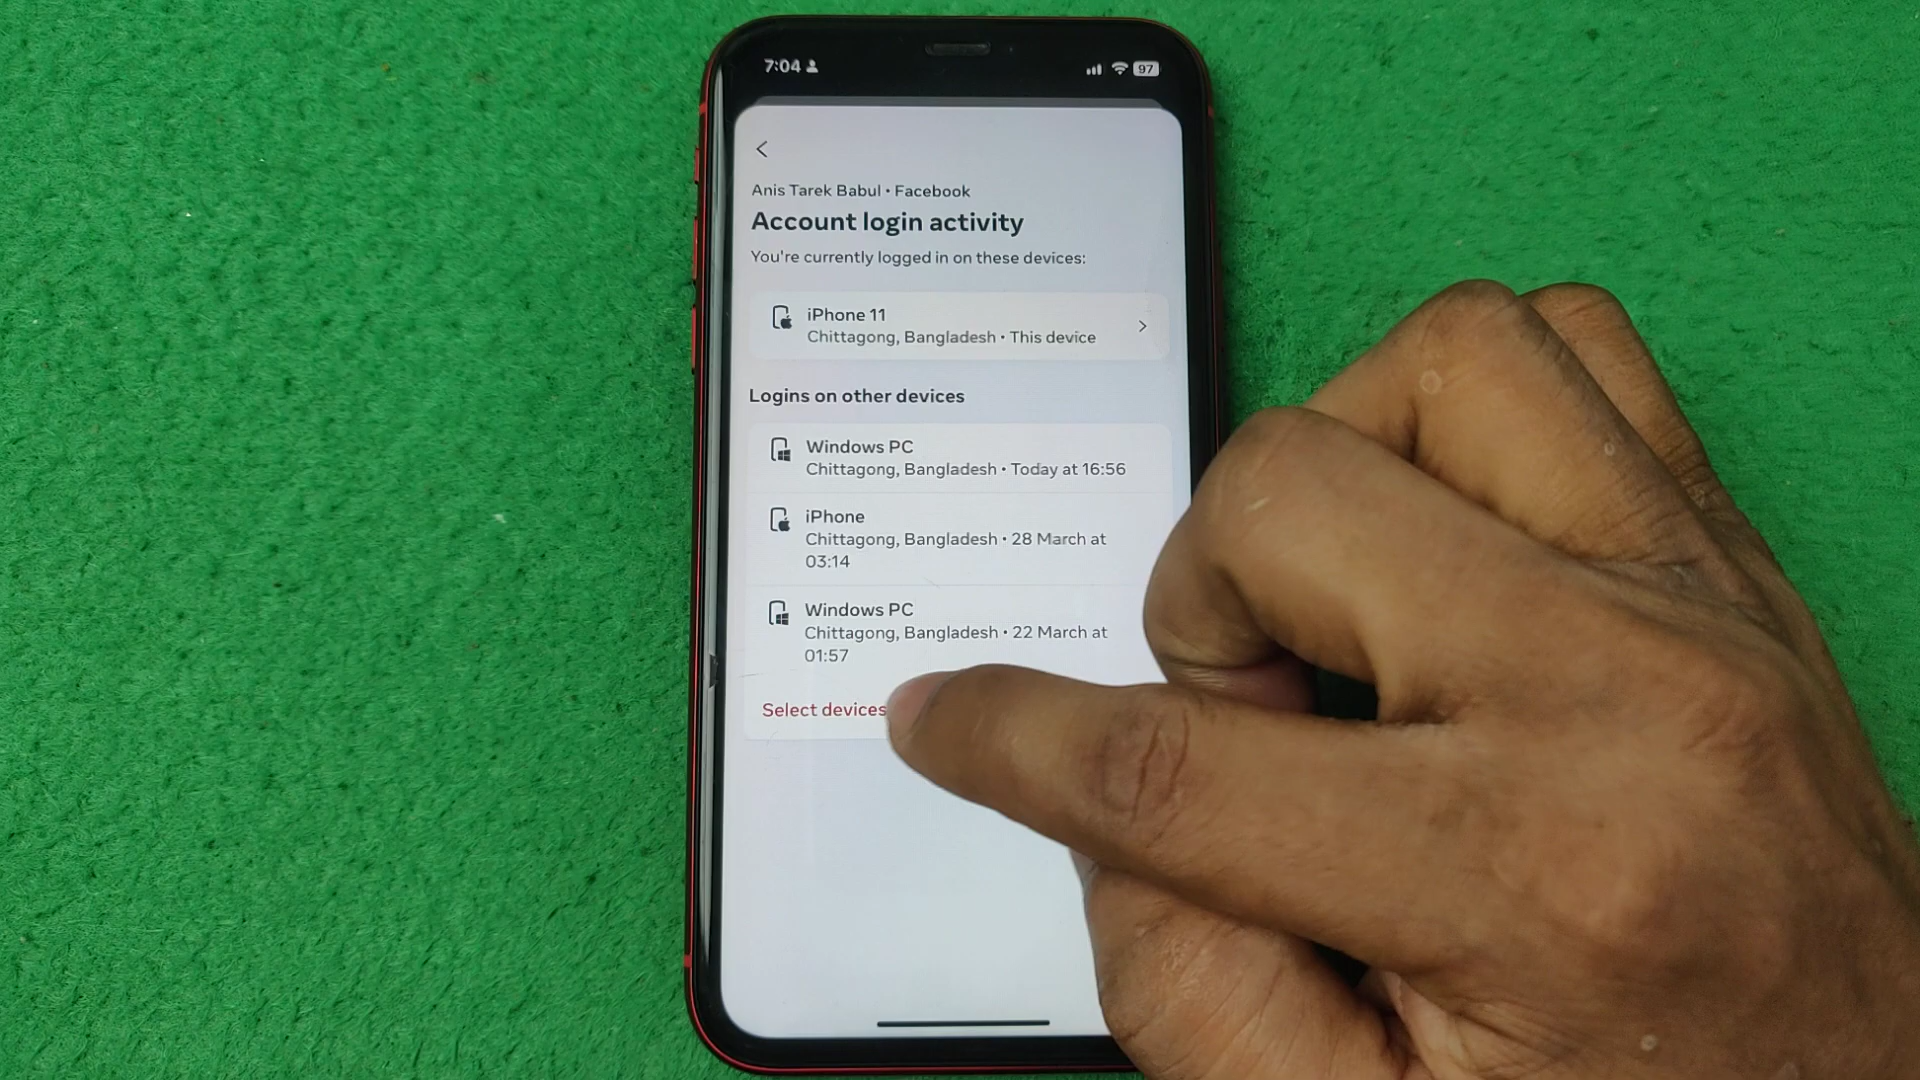 7:04
97
Anis Tarek Babul • Facebook
Account login activity
You're currently logged in on these devices:
iPhone 11
Chittagong, Bangladesh • This device
Logins on other devices
Windows PC
Chittagong, Bangladesh • Today at 16:56
iPhone
Chittagong, Bangladesh • 28 March at
03:14
Windows PC
Chittagong, Bangladesh • 22 March at
01:57
Select devices